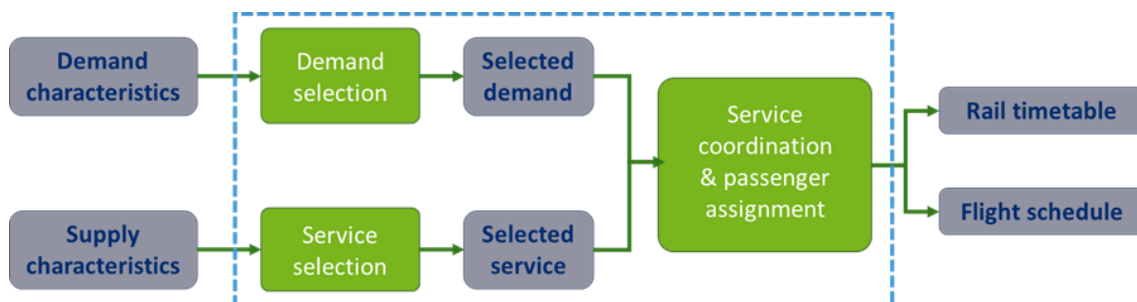 Demand
characteristics
Demand
selection
Selected
demand
Service
coordination
& passenger
assignment
Rail timetable
Flight schedule
Supply
characteristics
Service
selection
Selected
service